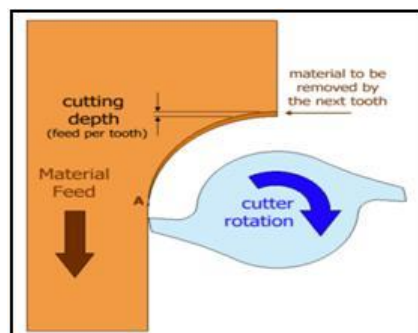 cutting
depth
(feed per tooth)
material to be
removed by
the next tooth
Material
Feed
A
cutter
rotation